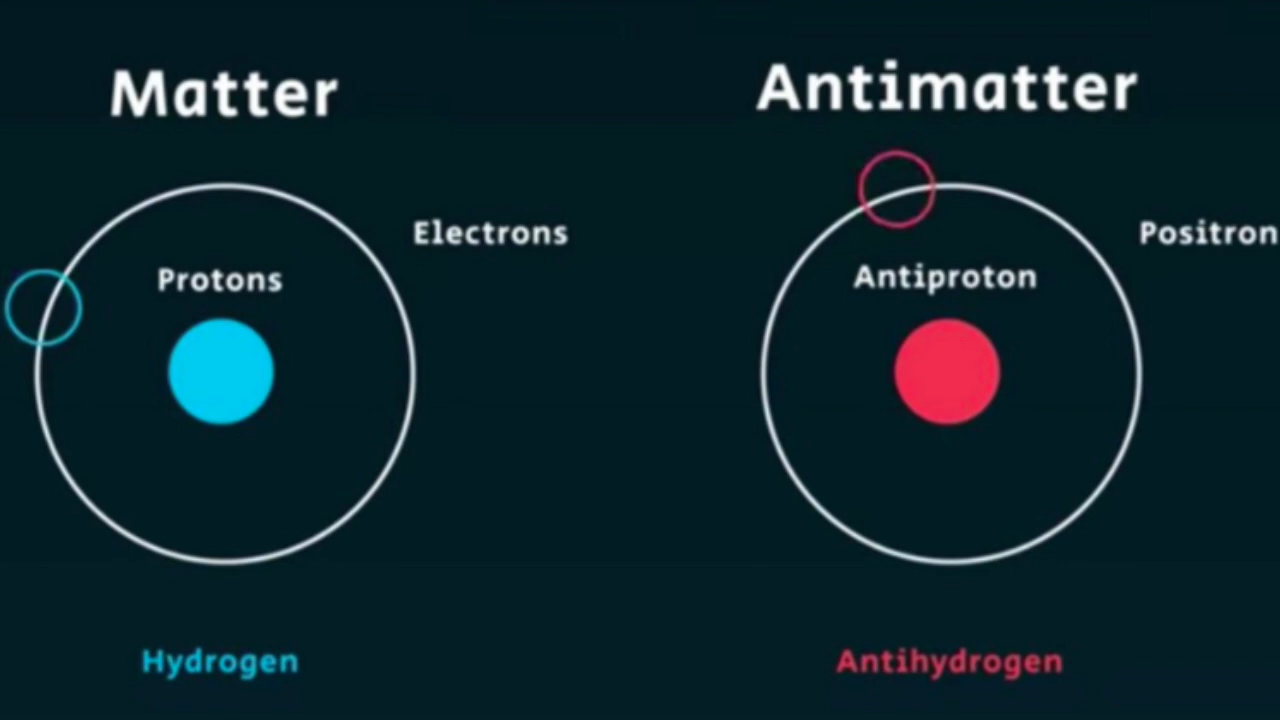 Matter
Antimatter
Electrons
Positron
Protons
Antiproton
Hydrogen
Antihydrogen